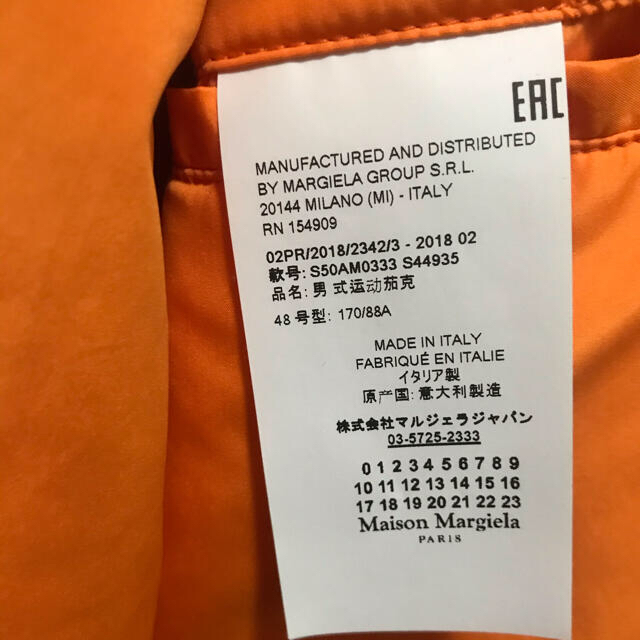 EAC
MANUFACTURED AND DISTRIBUTED
BY MARGIELA GROUP S.R.L.
20144 MILANO (MI) - ITALY
RN 154909
02PR/2018/2342/3 - 2018 02
款号: S50AM0333 S44935
品名: 男 式运动茄克
48 号型: 170/88A
MADE IN ITALY
FABRIQUÉ EN ITALIE
イタリア製
原产国: 意大利製造
株式会社マルジェラジャパン
03-5725-2333
0 1 2 3 4 5 6 7 8 9
10 11 12 13 14 15 16
17 18 19 20 21 22 23
Maison Margiela
PARIS